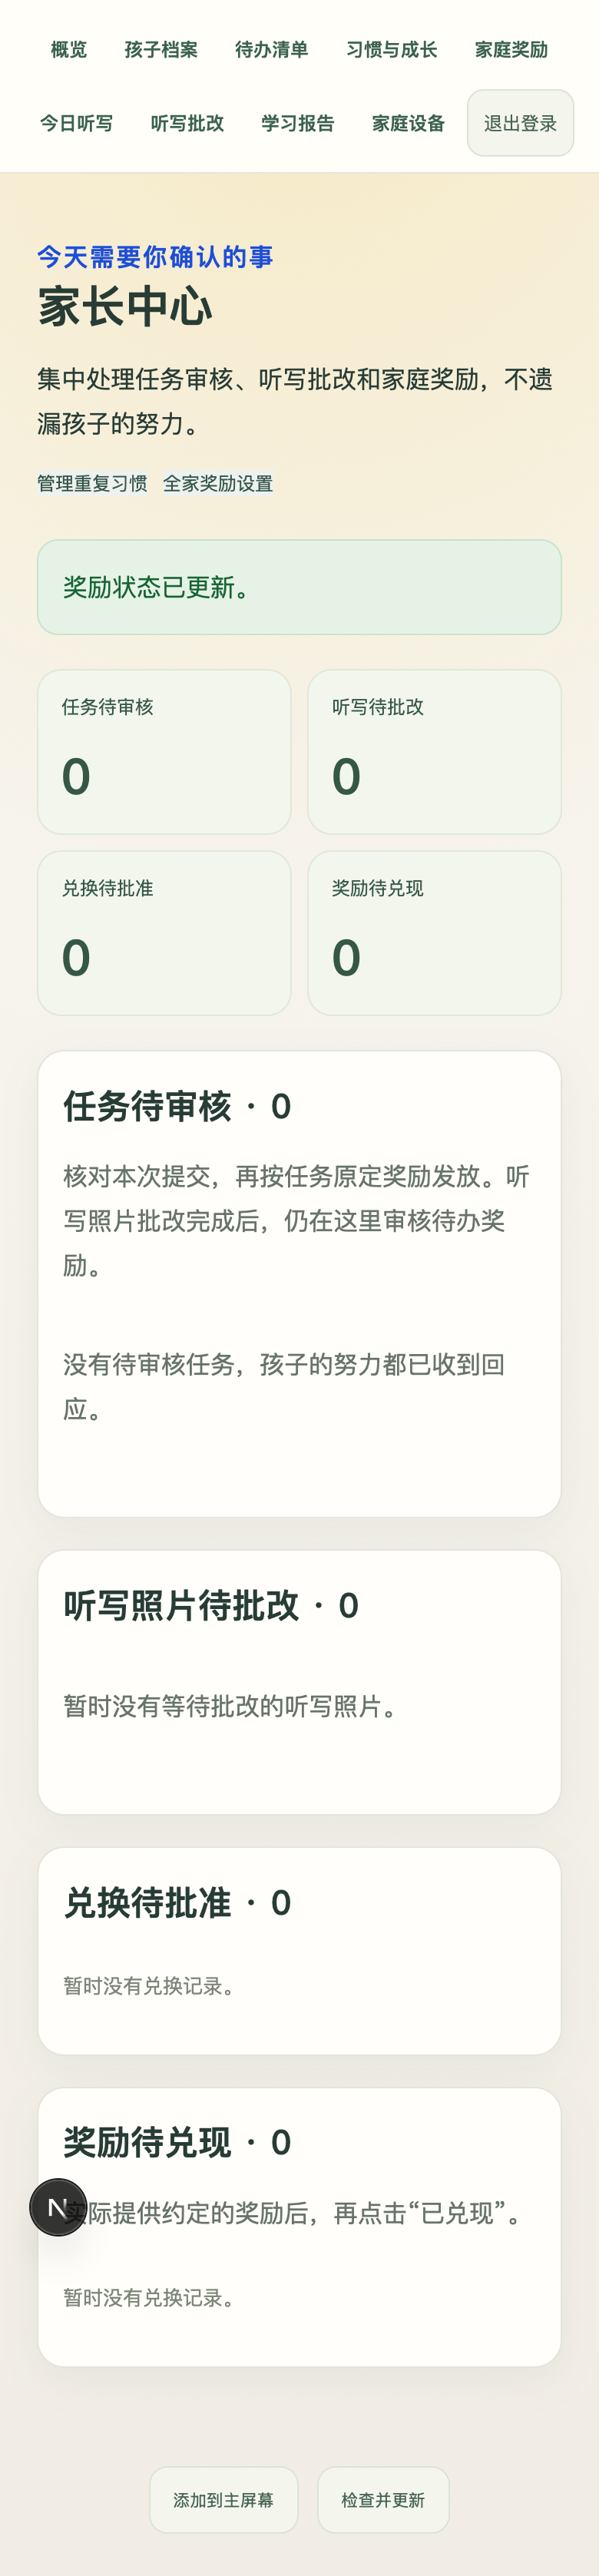 概览 孩子档案 待办清单 习惯与成长 家庭奖励
今日听写 听写批改 学习报告 家庭设备 退出登录
今天需要你确认的事
家长中心
集中处理任务审核、听写批改和家庭奖励，不遗
漏孩子的努力。
管理重复习惯 全家奖励设置
奖励状态已更新。
任务待审核
0
听写待批改
0
兑换待批准
0
奖励待兑现
0
任务待审核 · 0
核对本次提交，再按任务原定奖励发放。听
写照片批改完成后，仍在这里审核待办奖
励。
没有待审核任务，孩子的努力都已收到回
应。
听写照片待批改 · 0
暂时没有等待批改的听写照片。
兑换待批准 · 0
暂时没有兑换记录。
奖励待兑现 · 0
N
实际提供约定的奖励后，再点击“已兑现”。
暂时没有兑换记录。
添加到主屏幕 检查并更新